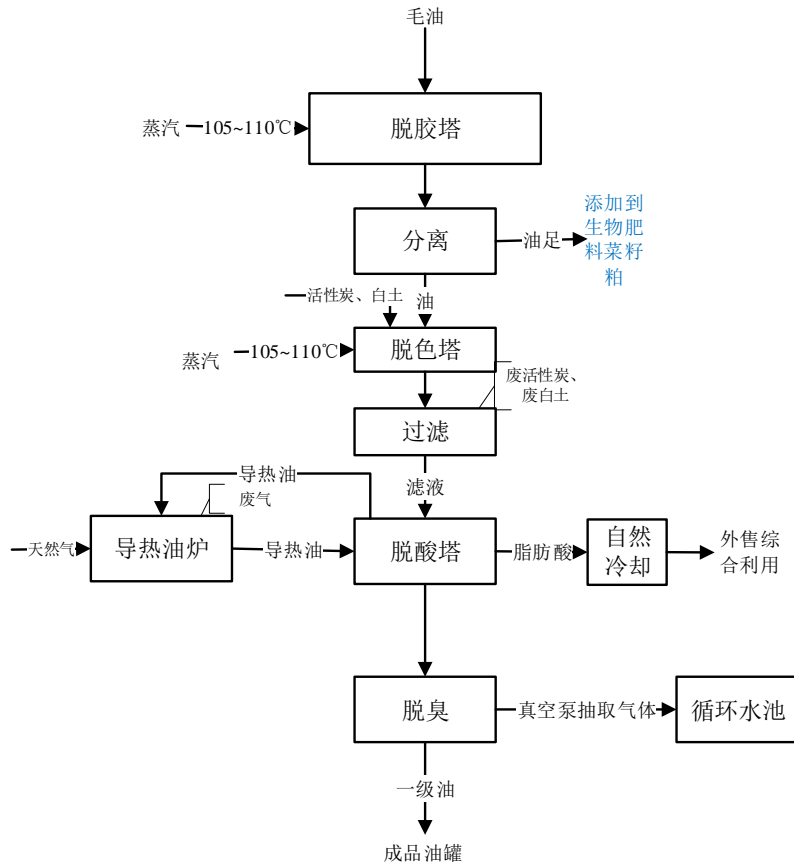 毛油
蒸汽
105~110℃
脱胶塔
分离
油足
添加到
生物肥
料菜籽
粕
活性炭、白土
油
蒸汽
105~110℃
脱色塔
废活性炭、
废白土
过滤
导热油
废气
滤液
天然气
导热油炉
导热油
脱酸塔
脂肪酸
自然
冷却
外售综
合利用
脱臭
真空泵抽取气体
循环水池
一级油
成品油罐